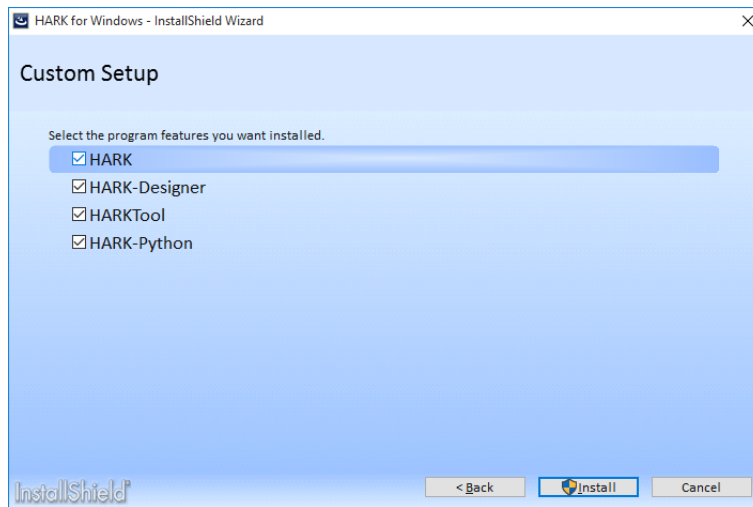 HARK for Windows - InstallShield Wizard
Custom Setup
Select the program features you want installed.
HARK
HARK-Designer
HARKTool
HARK-Python
InstallShield
< Back
Install
Cancel